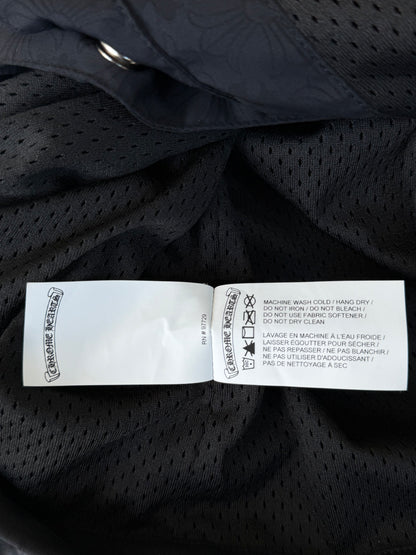 CHROME HEARTS
RN # 97729
CHROME HEARTS
MACHINE WASH COLD / HANG DRY /
DO NOT IRON / DO NOT BLEACH /
DO NOT USE FABRIC SOFTENER /
DO NOT DRY CLEAN
LAVAGE EN MACHINE À L'EAU FROIDE /
LAISSER ÉGOUTTER POUR SÉCHER /
NE PAS REPASSER / NE PAS BLANCHIR /
NE PAS UTILISER D'ADOUCISSANT /
PAS DE NETTOYAGE A SEC